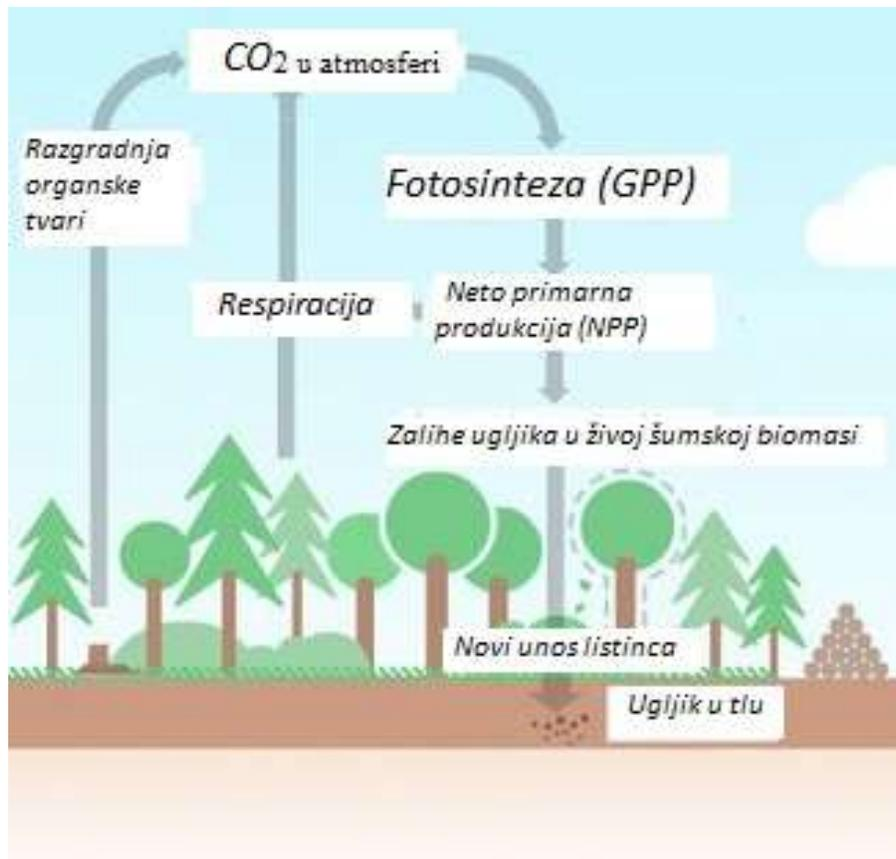 CO2 u atmosferi
Razgradnja
organske
tvari
Fotosinteza (GPP)
Respiracija
Neto primarna
produkcija (NPP)
Zalihe ugljika u živoj šumskoj biomasi
Novi unos listinca
Ugljik u tlu